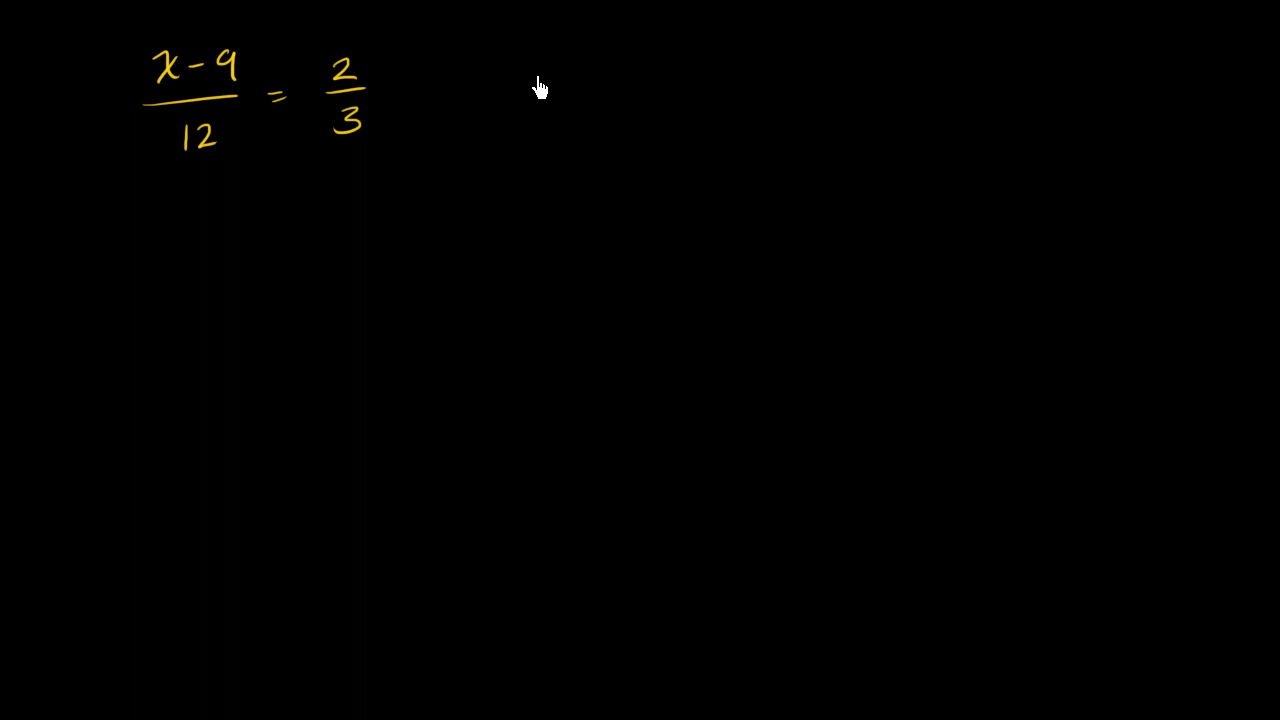 x - 9 / 12 = 2 / 3